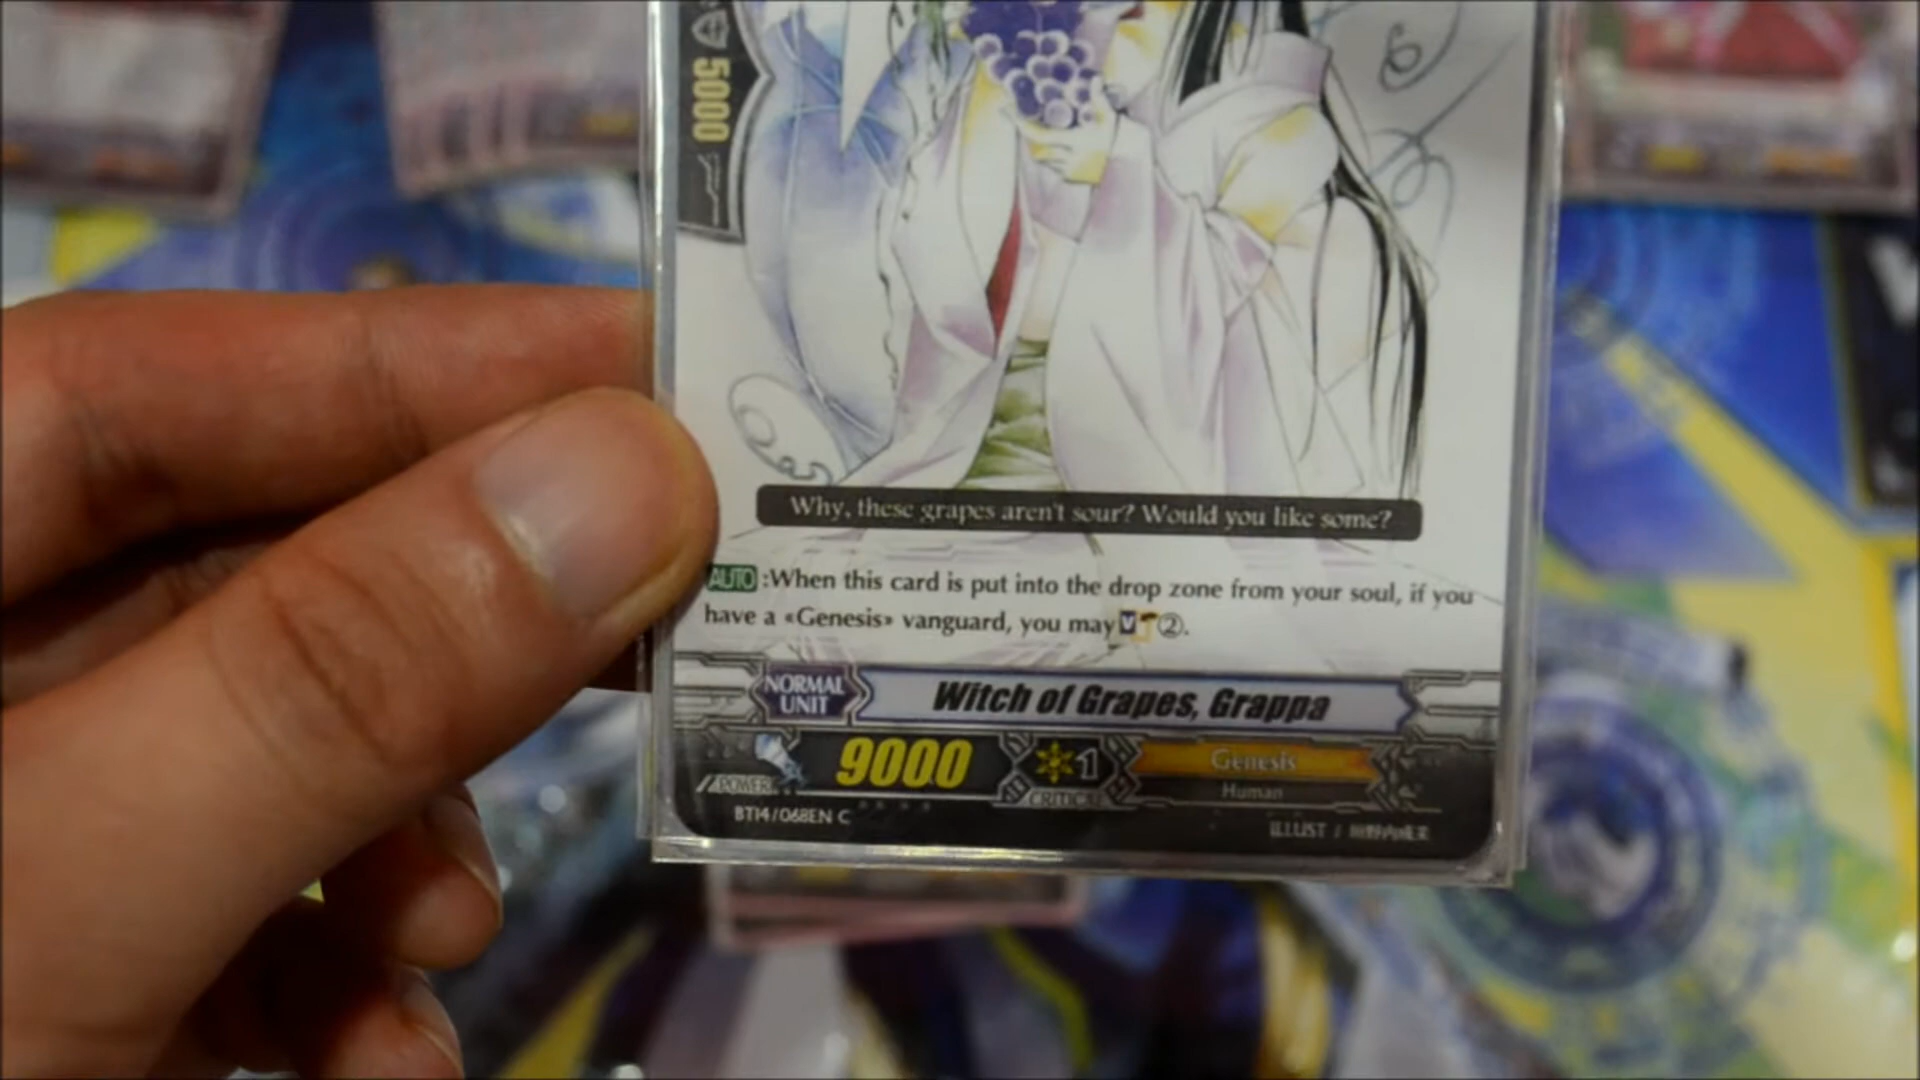 5000
Why, these grapes aren't sour? Would you like some?
AUTO:When this card is put into the drop zone from your soul, if you
have a «Genesis» vanguard, you may ②.
NORMAL
UNIT
Witch of Grapes, Grappa
POWER
9000
1
CRITICAL
Genesis
Human
BT14/068EN C
ILLUST /